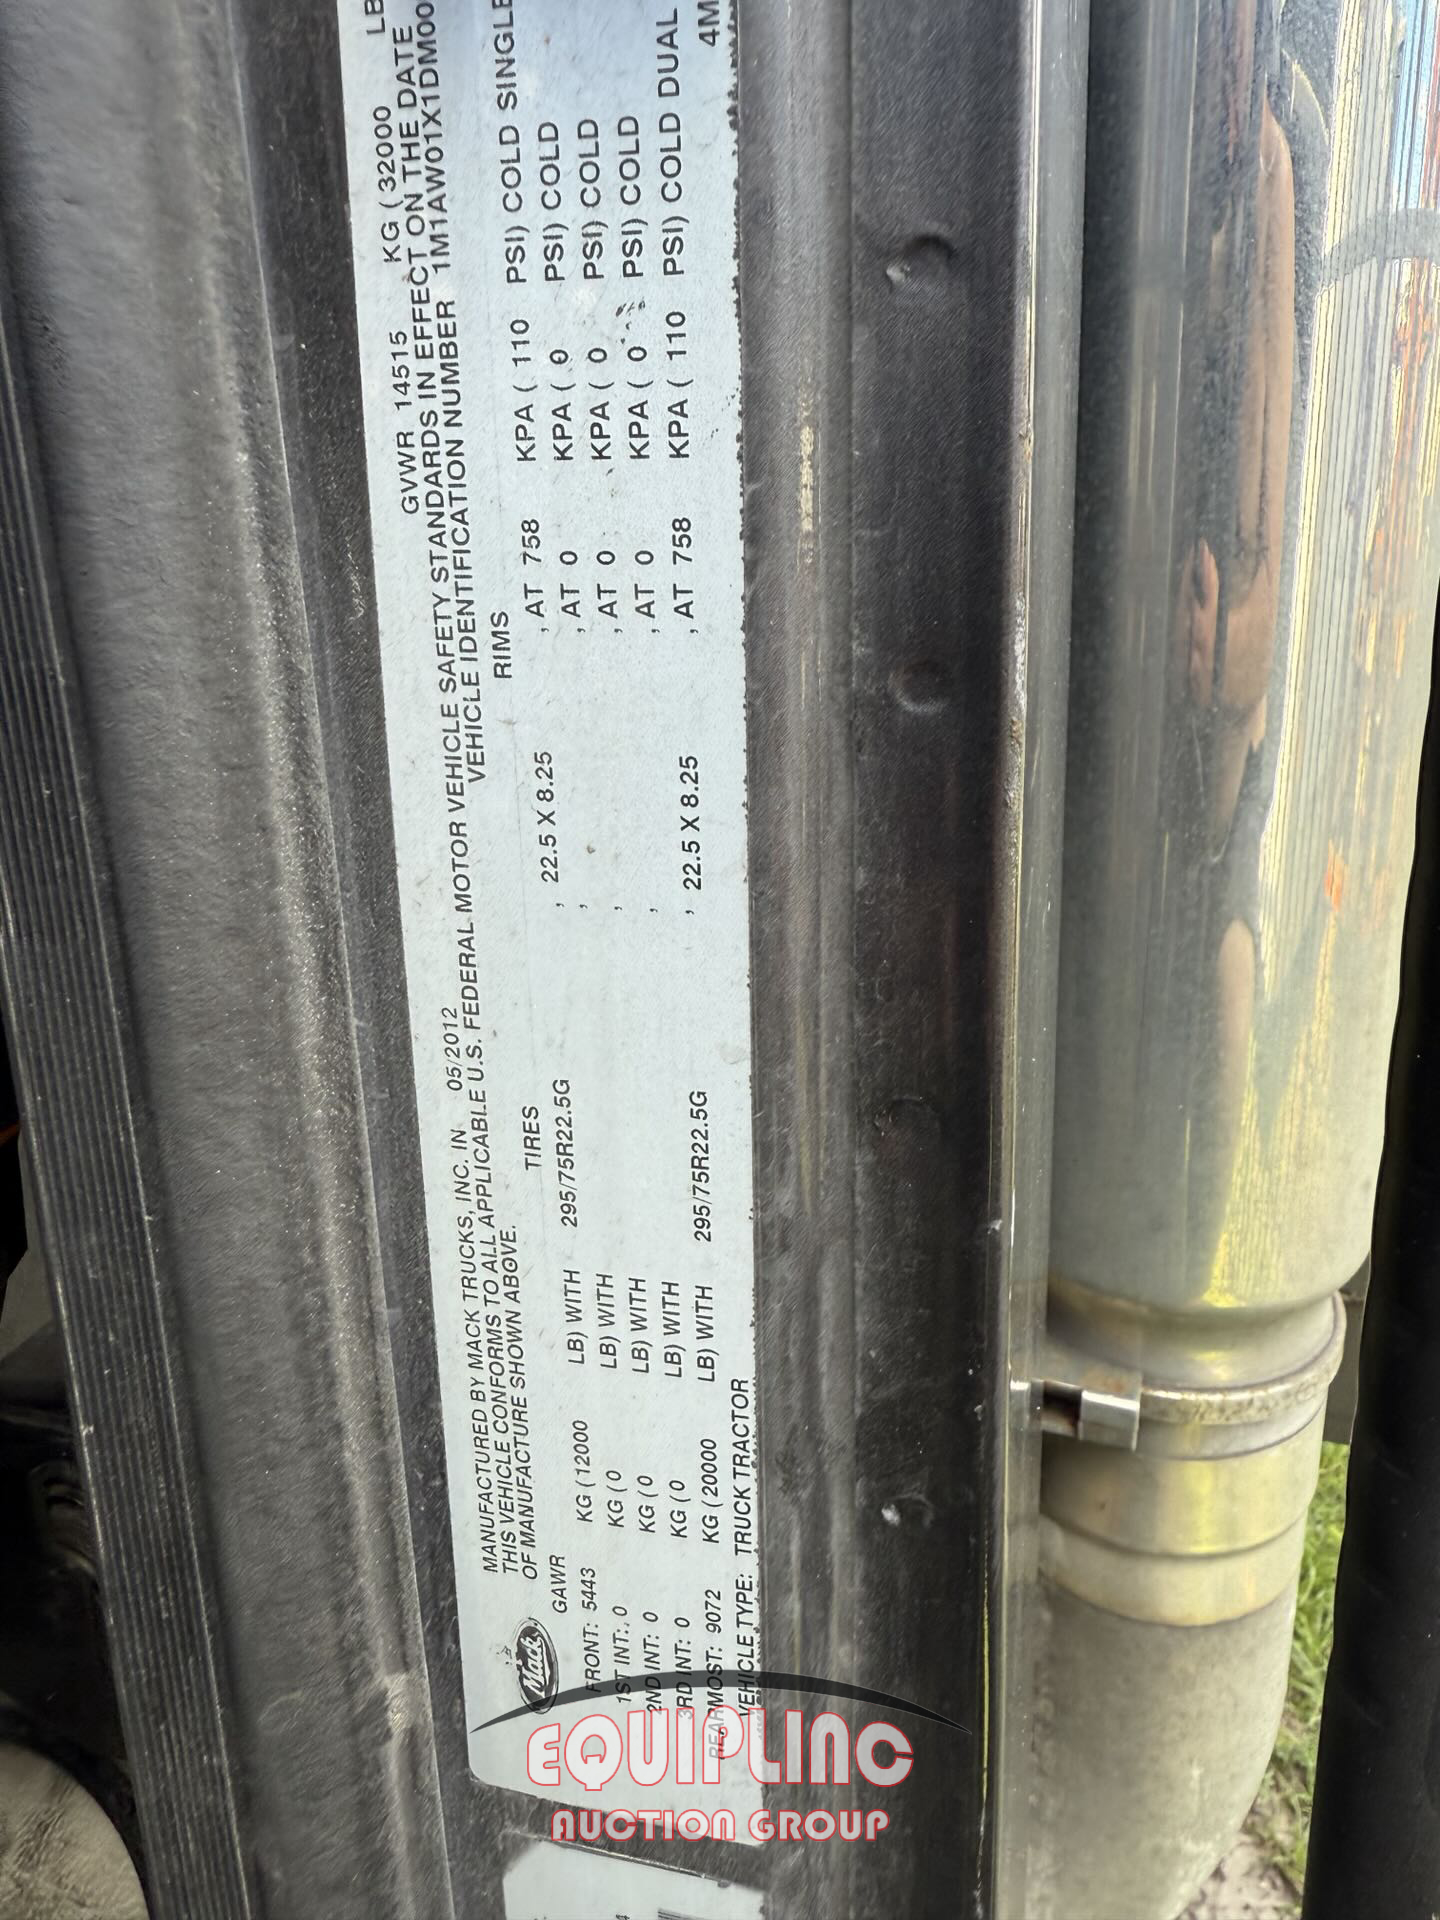 MANUFACTURED BY MACK TRUCKS, INC. IN 05/2012 GVWR 14515 KG ( 32000 LB
THIS VEHICLE CONFORMS TO ALL APPLICABLE U.S. FEDERAL MOTOR VEHICLE SAFETY STANDARDS IN EFFECT ON THE DATE
OF MANUFACTURE SHOWN ABOVE. VEHICLE IDENTIFICATION NUMBER 1M1AW01X1DM00
Mack
GAWR TIRES RIMS
FRONT: 5443 KG ( 12000 LB) WITH 295/75R22.5G , 22.5 X 8.25 , AT 758 KPA ( 110 PSI) COLD SINGLE
1ST INT: 0 KG ( 0 LB) WITH , , AT 0 KPA ( 0 PSI) COLD
2ND INT: 0 KG ( 0 LB) WITH , , AT 0 KPA ( 0 PSI) COLD
3RD INT: 0 KG ( 0 LB) WITH , , AT 0 KPA ( 0 PSI) COLD
REARMOST: 9072 KG ( 20000 LB) WITH 295/75R22.5G , 22.5 X 8.25 , AT 758 KPA ( 110 PSI) COLD DUAL
VEHICLE TYPE: TRUCK TRACTOR 4M
EQUIPLINC
AUCTION GROUP